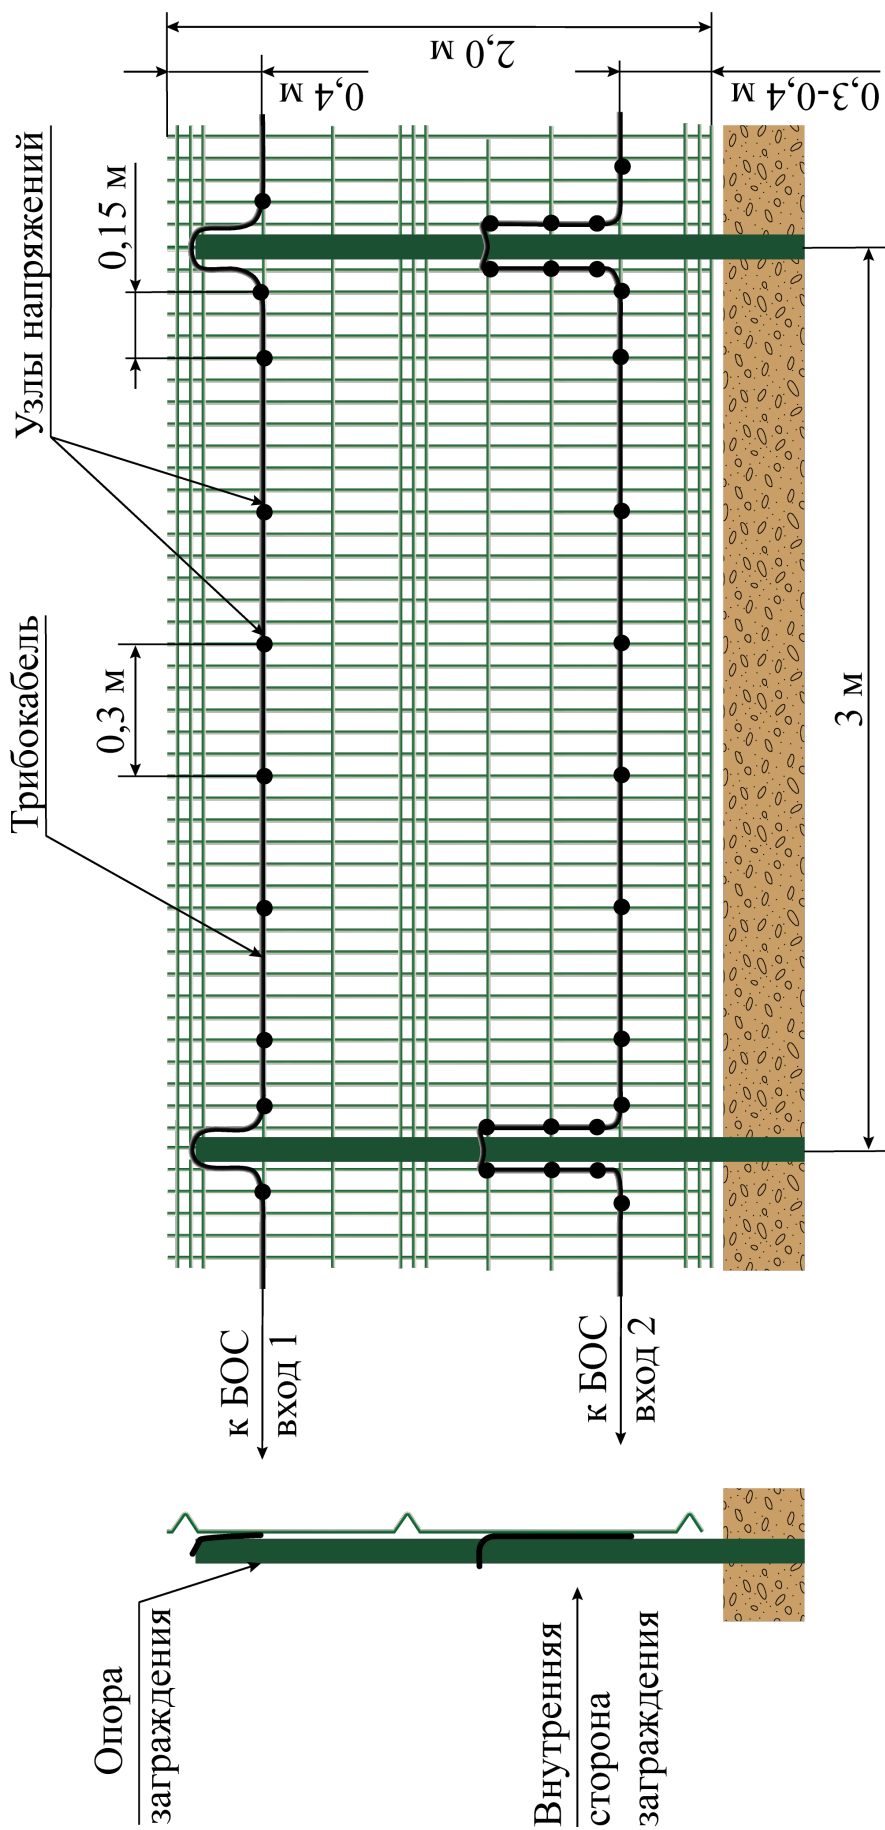 Опора
заграждения
Внутренняя
сторона
заграждения
к БОС
вход 1
к БОС
вход 2
Трибокабель
Узлы напряжений
0,3 м
0,15 м
0,4 м
2,0 м
0,3-0,4 м
3 м